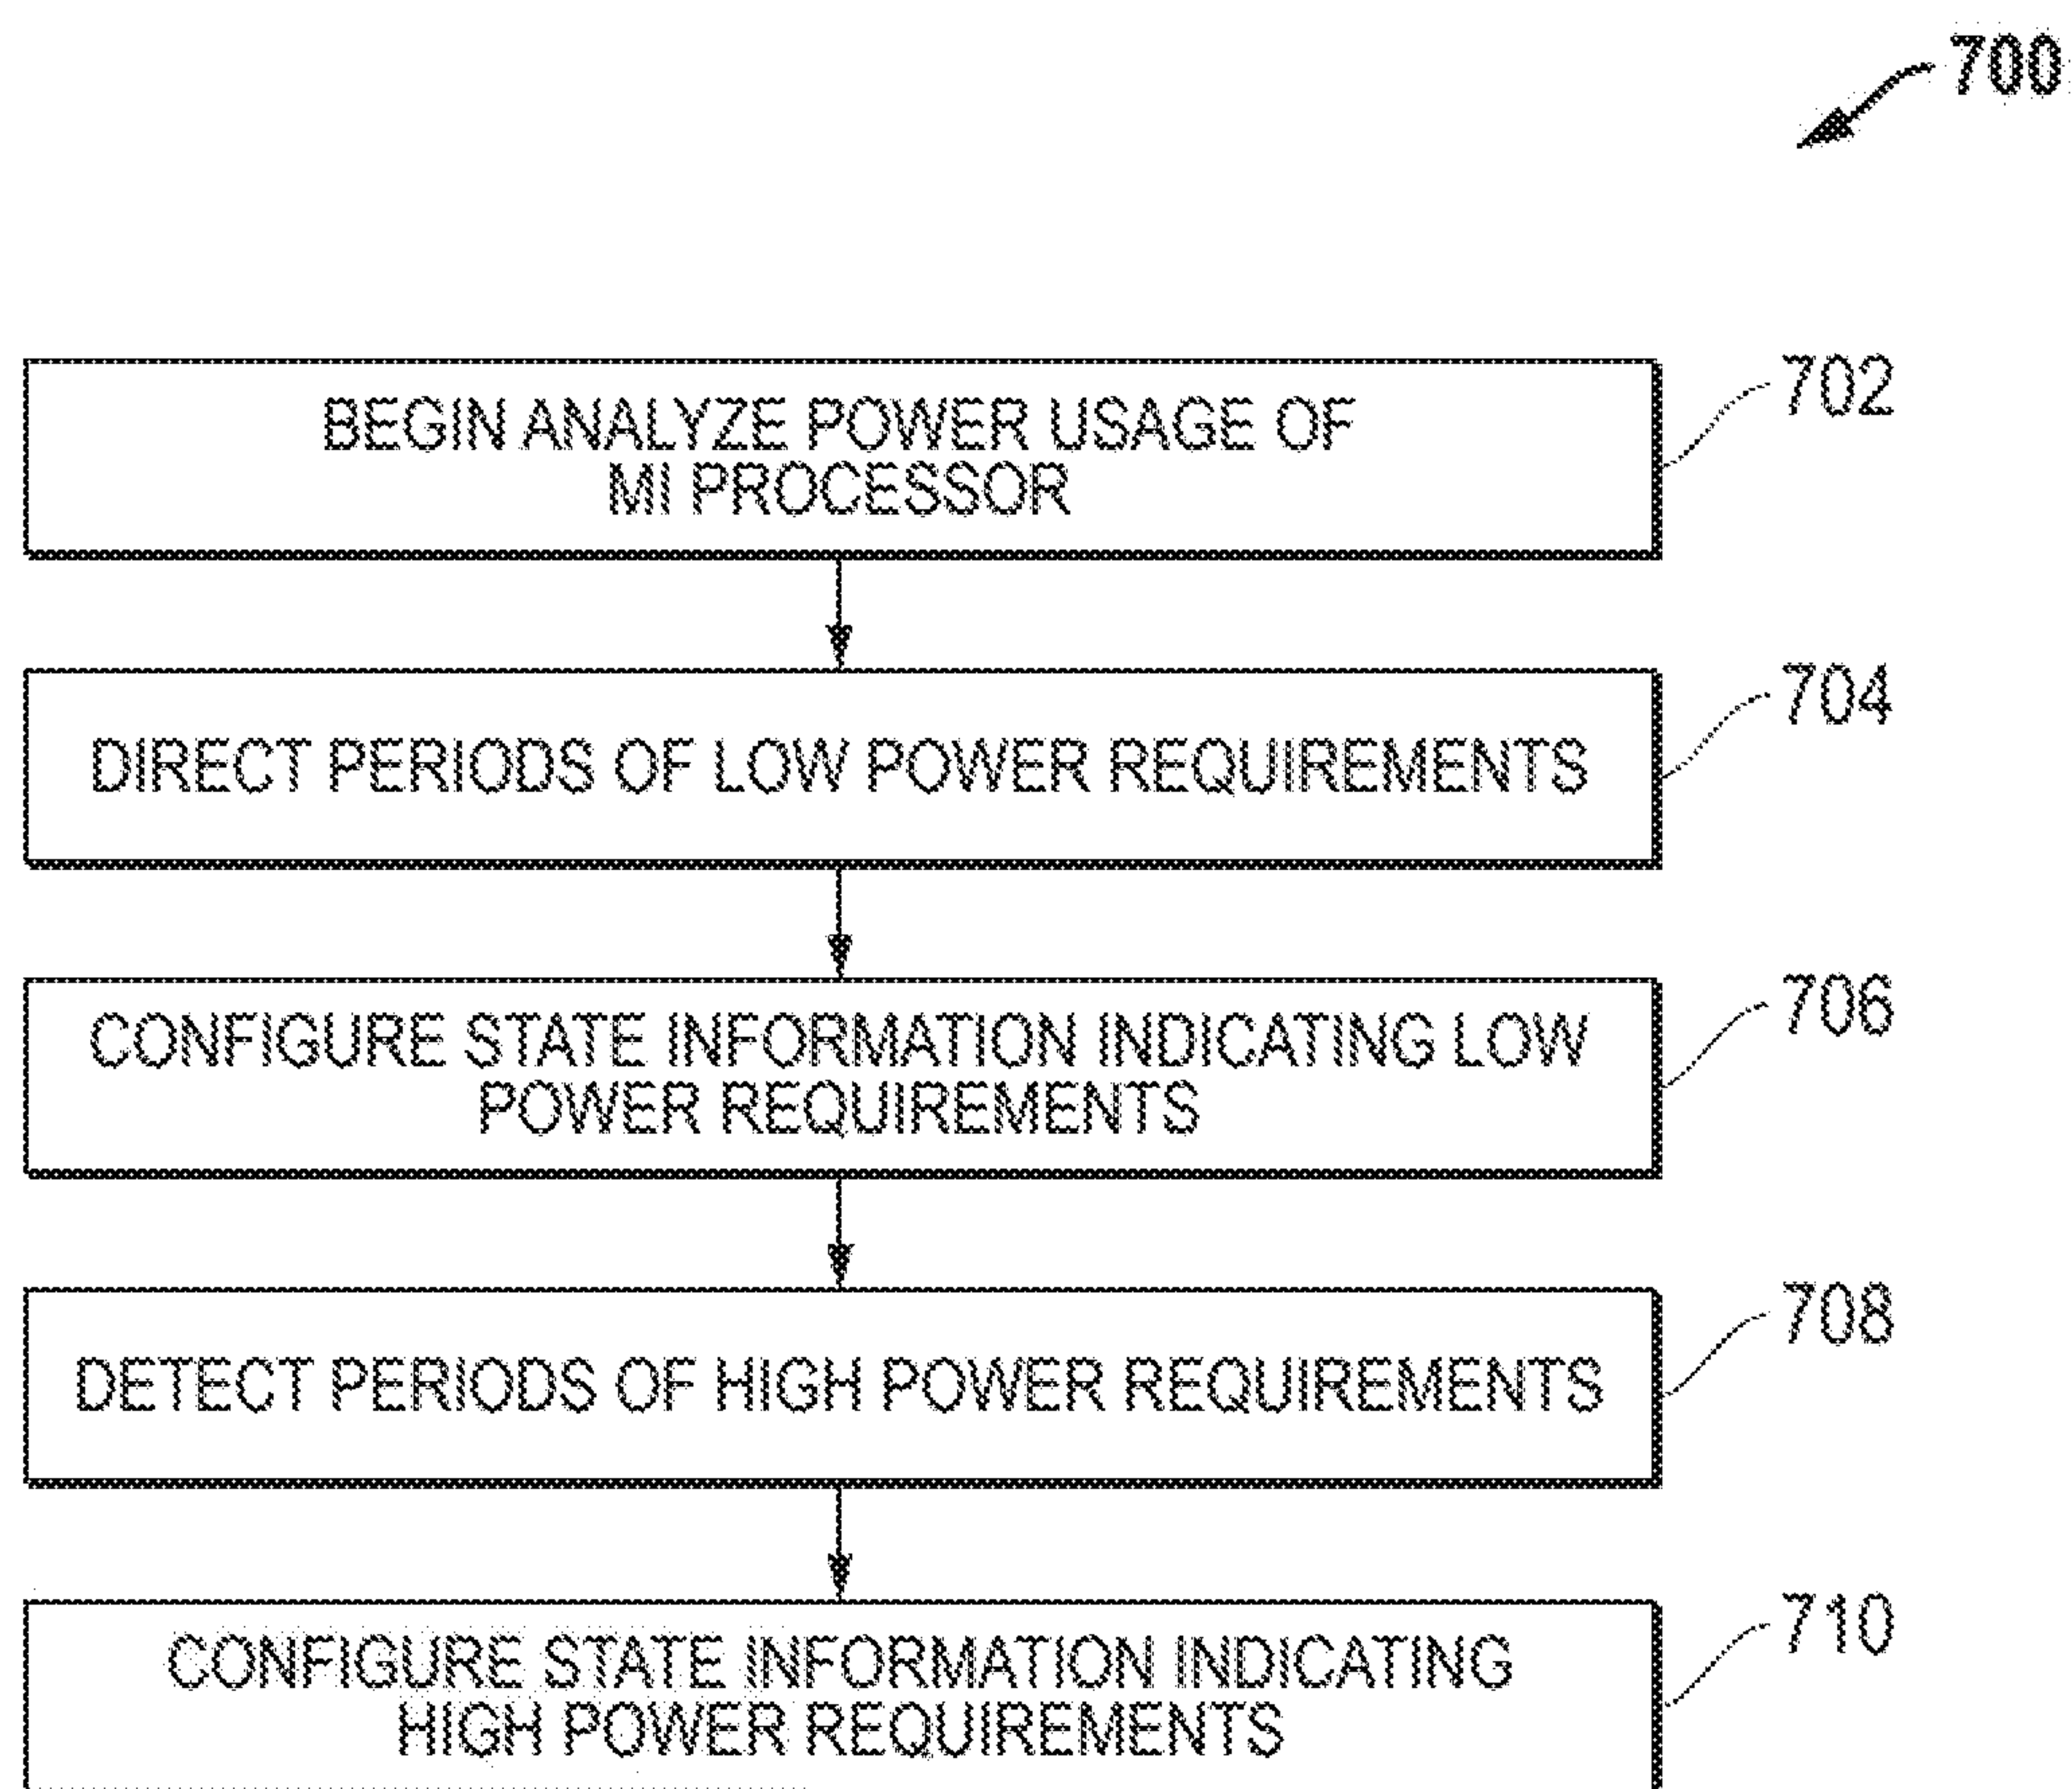 700
BEGIN ANALYZE POWER USAGE OF
MI PROCESSOR
702
DIRECT PERIODS OF LOW POWER REQUIREMENTS
704
CONFIGURE STATE INFORMATION INDICATING LOW
POWER REQUIREMENTS
706
DETECT PERIODS OF HIGH POWER REQUIREMENTS
708
CONFIGURE STATE INFORMATION INDICATING
HIGH POWER REQUIREMENTS
710